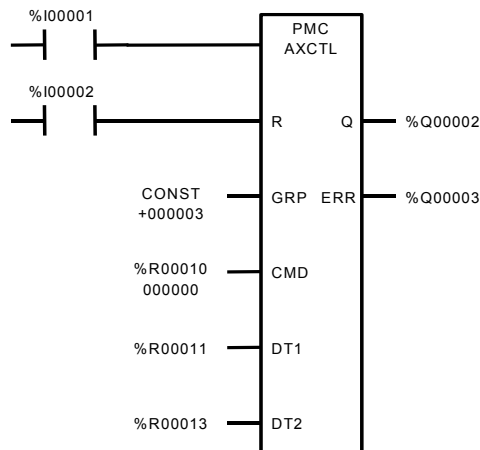 %I00001
PMC
AXCTL
%I00002
R Q %Q00002
CONST
+000003
GRP ERR %Q00003
%R00010
000000
CMD
%R00011 DT1
%R00013 DT2